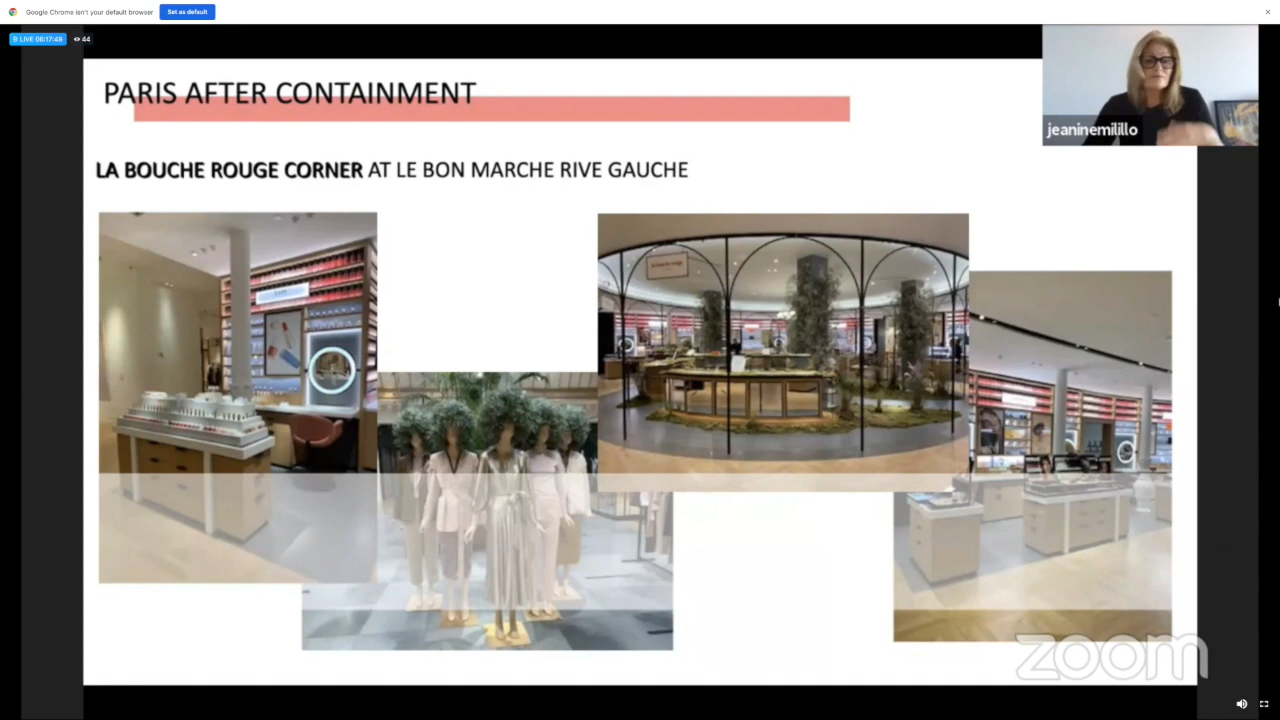 Google Chrome isn't your default browser
Set as default
LIVE 06:17:49
44
PARIS AFTER CONTAINMENT
jeaninemilillo
LA BOUCHE ROUGE CORNER AT LE BON MARCHE RIVE GAUCHE
zoom